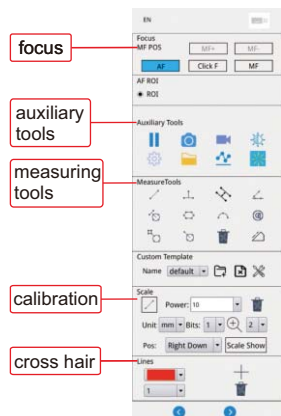 EN
Focus
focus
MF POS
MF+
MF-
AF
Click F
MF
AF ROI
ROI
auxiliary
tools
Auxiliary Tools
measuring
tools
MeasureTools
Custom Template
Name default
calibration
Scale
Power: 10
Unit mm Bits: 1 2
Pos: Right Down Scale Show
cross hair
Lines
1